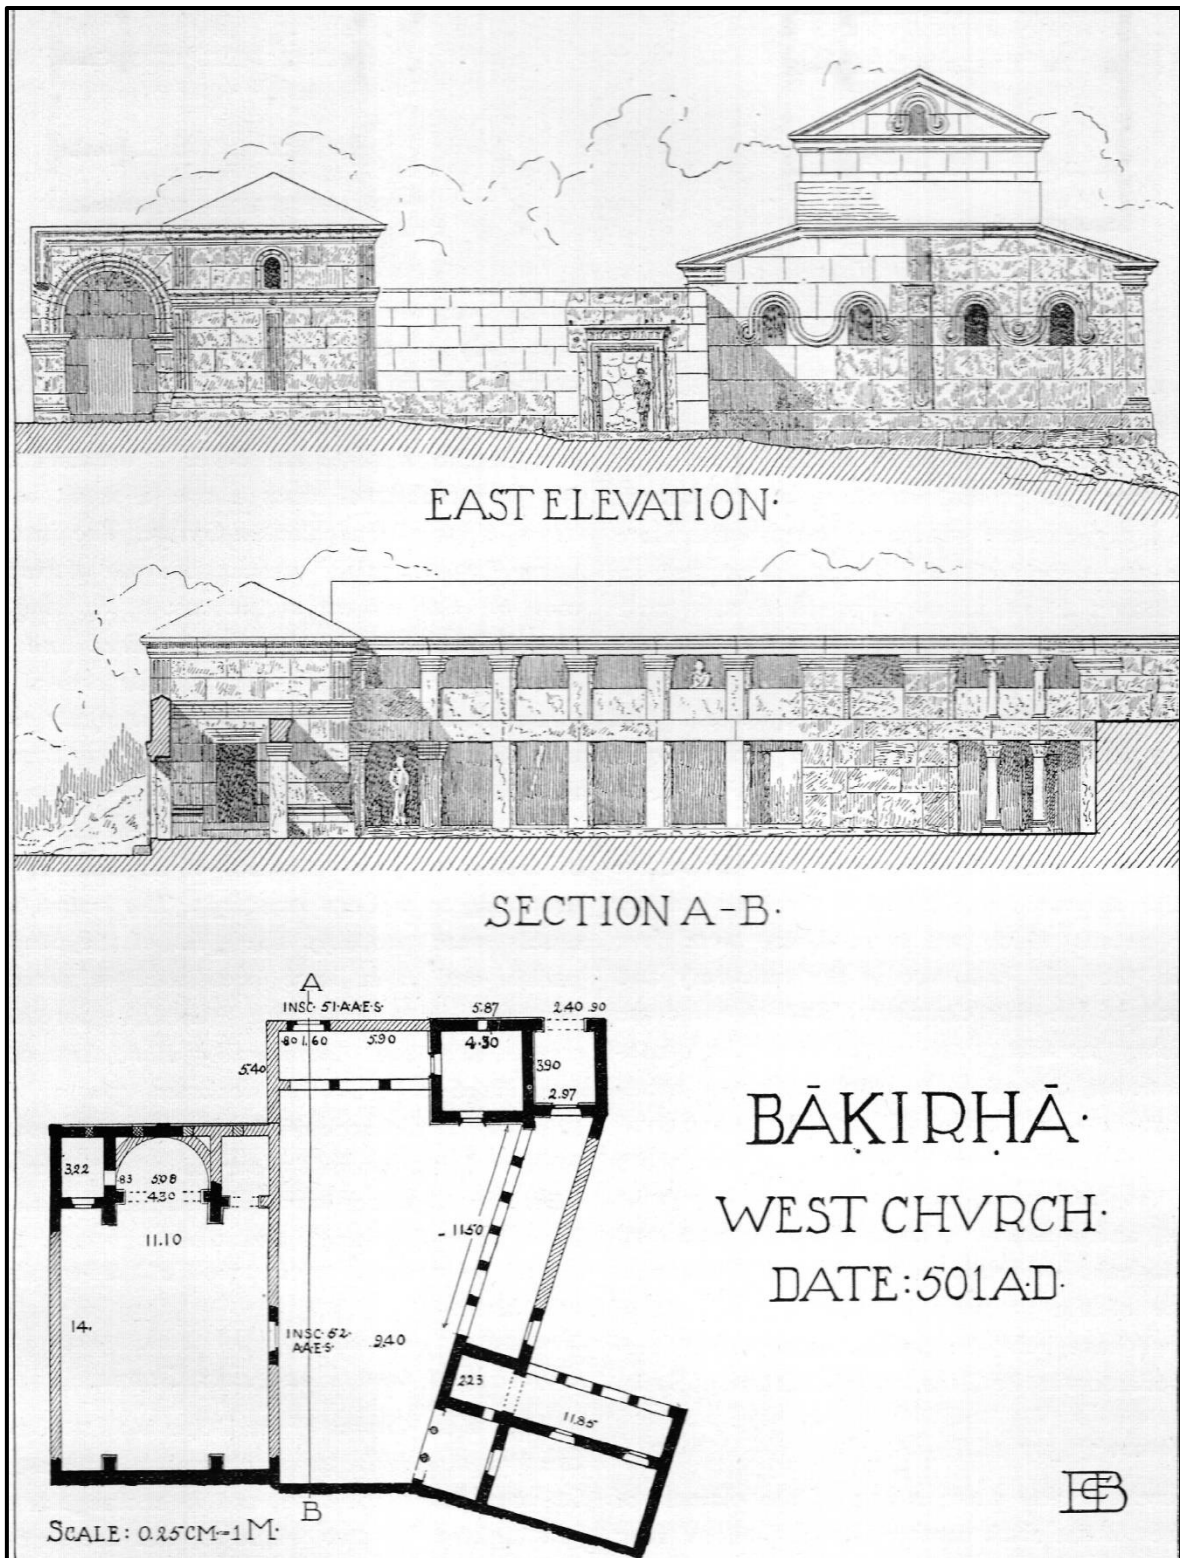 EAST ELEVATION·
SECTION A-B·
A
INSC· 51·A·A·E·S·
5.87
2.40 .90
.80 1.60
5.90
4.30
5.40
3.90
2.97
3.22
.83
5.08
4.30
11.10
11.50
14.
INSC· 52·
A·A·E·S·
9.40
2.23
11.85
B
BĀḲIRḤĀ·
WEST CHVRCH·
DATE: 501 A·D·
SCALE: 0.25CM=1M·
HCB